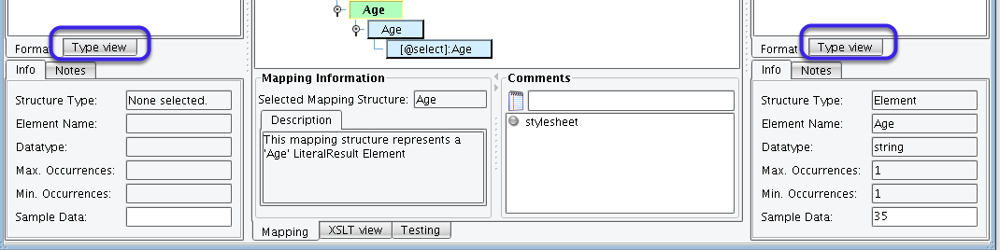 Age
Age
[@select]:Age
Format Type view
Info Notes
Structure Type: None selected.
Element Name:
Datatype:
Max. Occurrences:
Min. Occurrences:
Sample Data:
Mapping Information
Selected Mapping Structure: Age
Description
This mapping structure represents a
'Age' LiteralResult Element
Mapping XSLT view Testing
Comments
stylesheet
Format Type view
Info Notes
Structure Type: Element
Element Name: Age
Datatype: string
Max. Occurrences: 1
Min. Occurrences: 1
Sample Data: 35